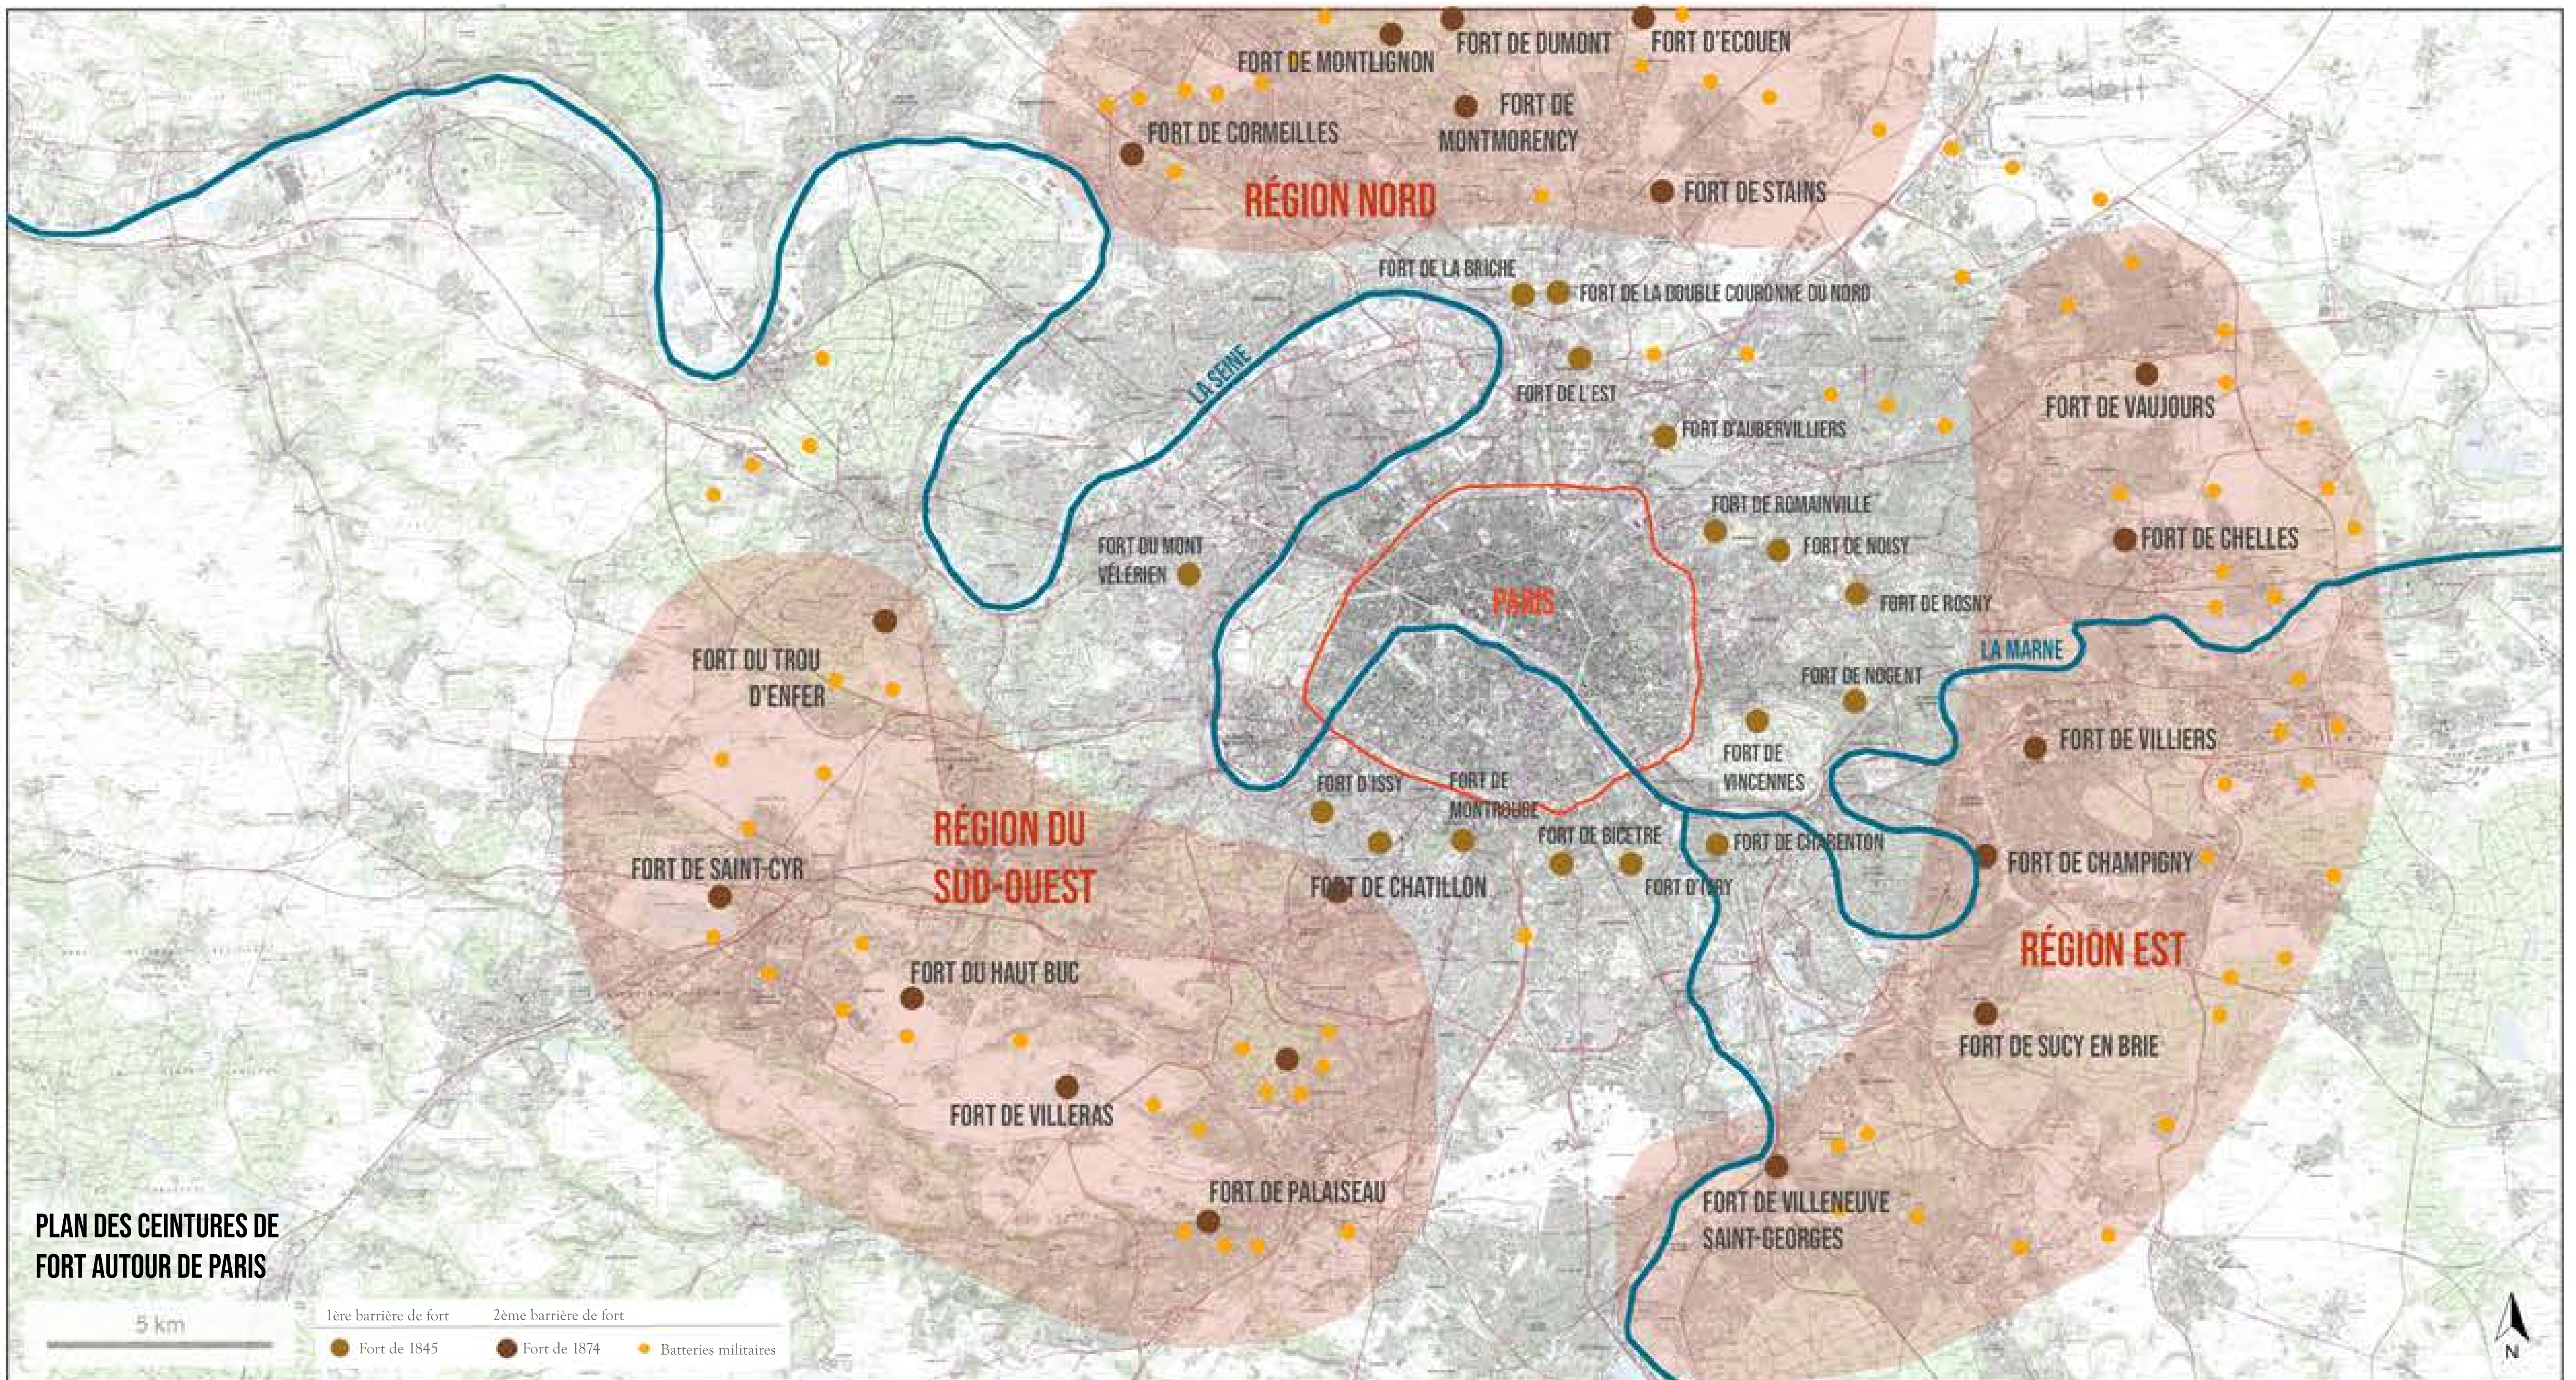 FORT DE DUMONT
FORT D'ECOUEN
FORT DE MONTLIGNON
FORT DE
MONTMORENCY
FORT DE CORMEILLES
RÉGION NORD
FORT DE STAINS
FORT DE LA BRICHE
FORT DE LA DOUBLE COURONNE DU NORD
LA SEINE
FORT DE L'EST
FORT DE VAUJOURS
FORT D'AUBERVILLIERS
FORT DE ROMAINVILLE
FORT DE NOISY
FORT DE CHELLES
FORT DU MONT
VÉLÉRIEN
PARIS
FORT DE ROSNY
LA MARNE
FORT DU TROU
D'ENFER
FORT DE NOGENT
FORT DE VILLIERS
FORT DE
VINCENNES
FORT D'ISSY
FORT DE
MONTROUGE
RÉGION DU
SUD-OUEST
FORT DE BICETRE
FORT DE CHARENTON
FORT DE SAINT-CYR
FORT DE CHATILLON
FORT D'IVRY
FORT DE CHAMPIGNY
RÉGION EST
FORT DU HAUT BUC
FORT DE SUCY EN BRIE
FORT DE VILLERAS
FORT DE PALAISEAU
FORT DE VILLENEUVE
SAINT-GEORGES
PLAN DES CEINTURES DE
FORT AUTOUR DE PARIS
5 km
1ère barrière de fort
2ème barrière de fort
Fort de 1845
Fort de 1874
Batteries militaires
N